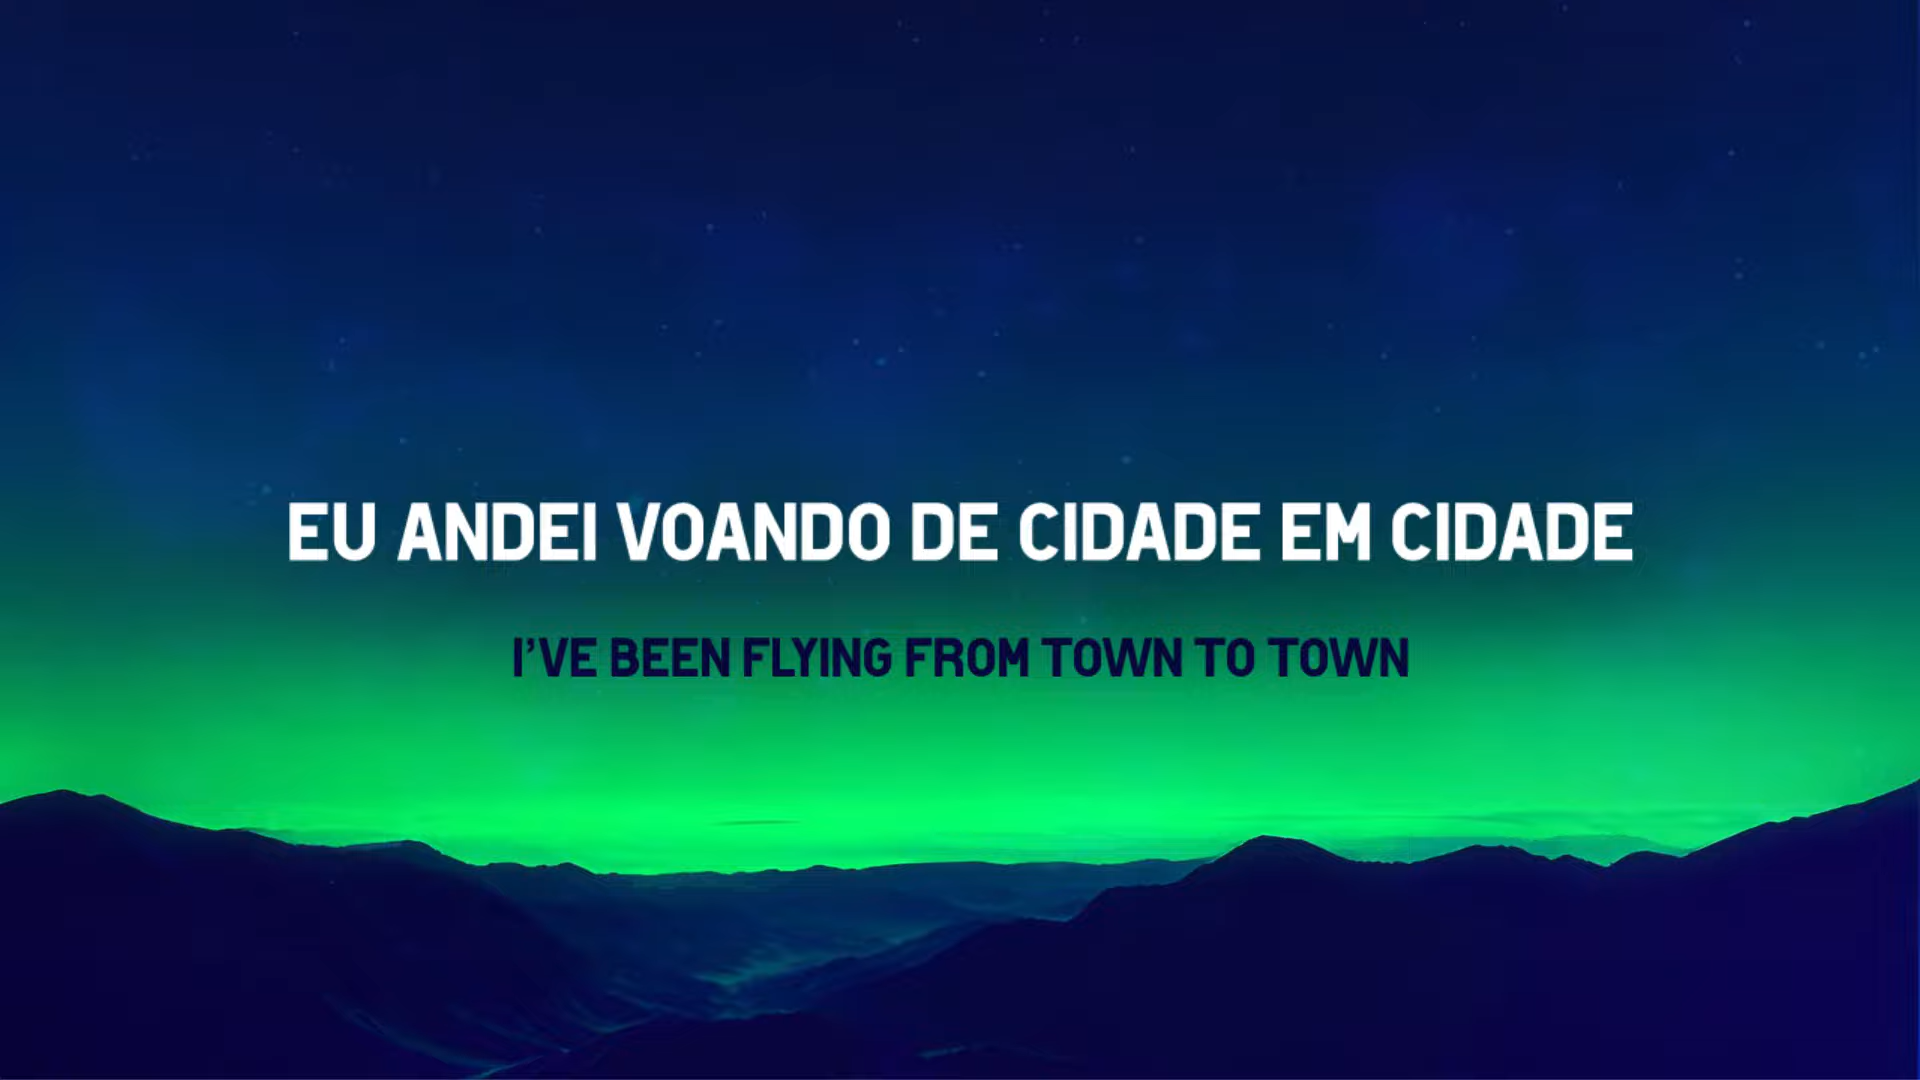 EU ANDEI VOANDO DE CIDADE EM CIDADE
I'VE BEEN FLYING FROM TOWN TO TOWN